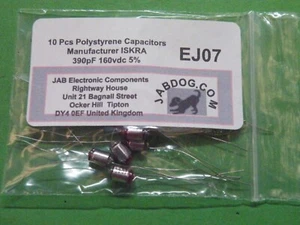 10 Pcs Polystyrene Capacitors
Manufacturer ISKRA
390pF 160vdc 5%
EJ07
JAB Electronic Components
Rightway House
Unit 21 Bagnall Street
Ocker Hill Tipton
DY4 0EF United Kingdom
JABDOG.COM